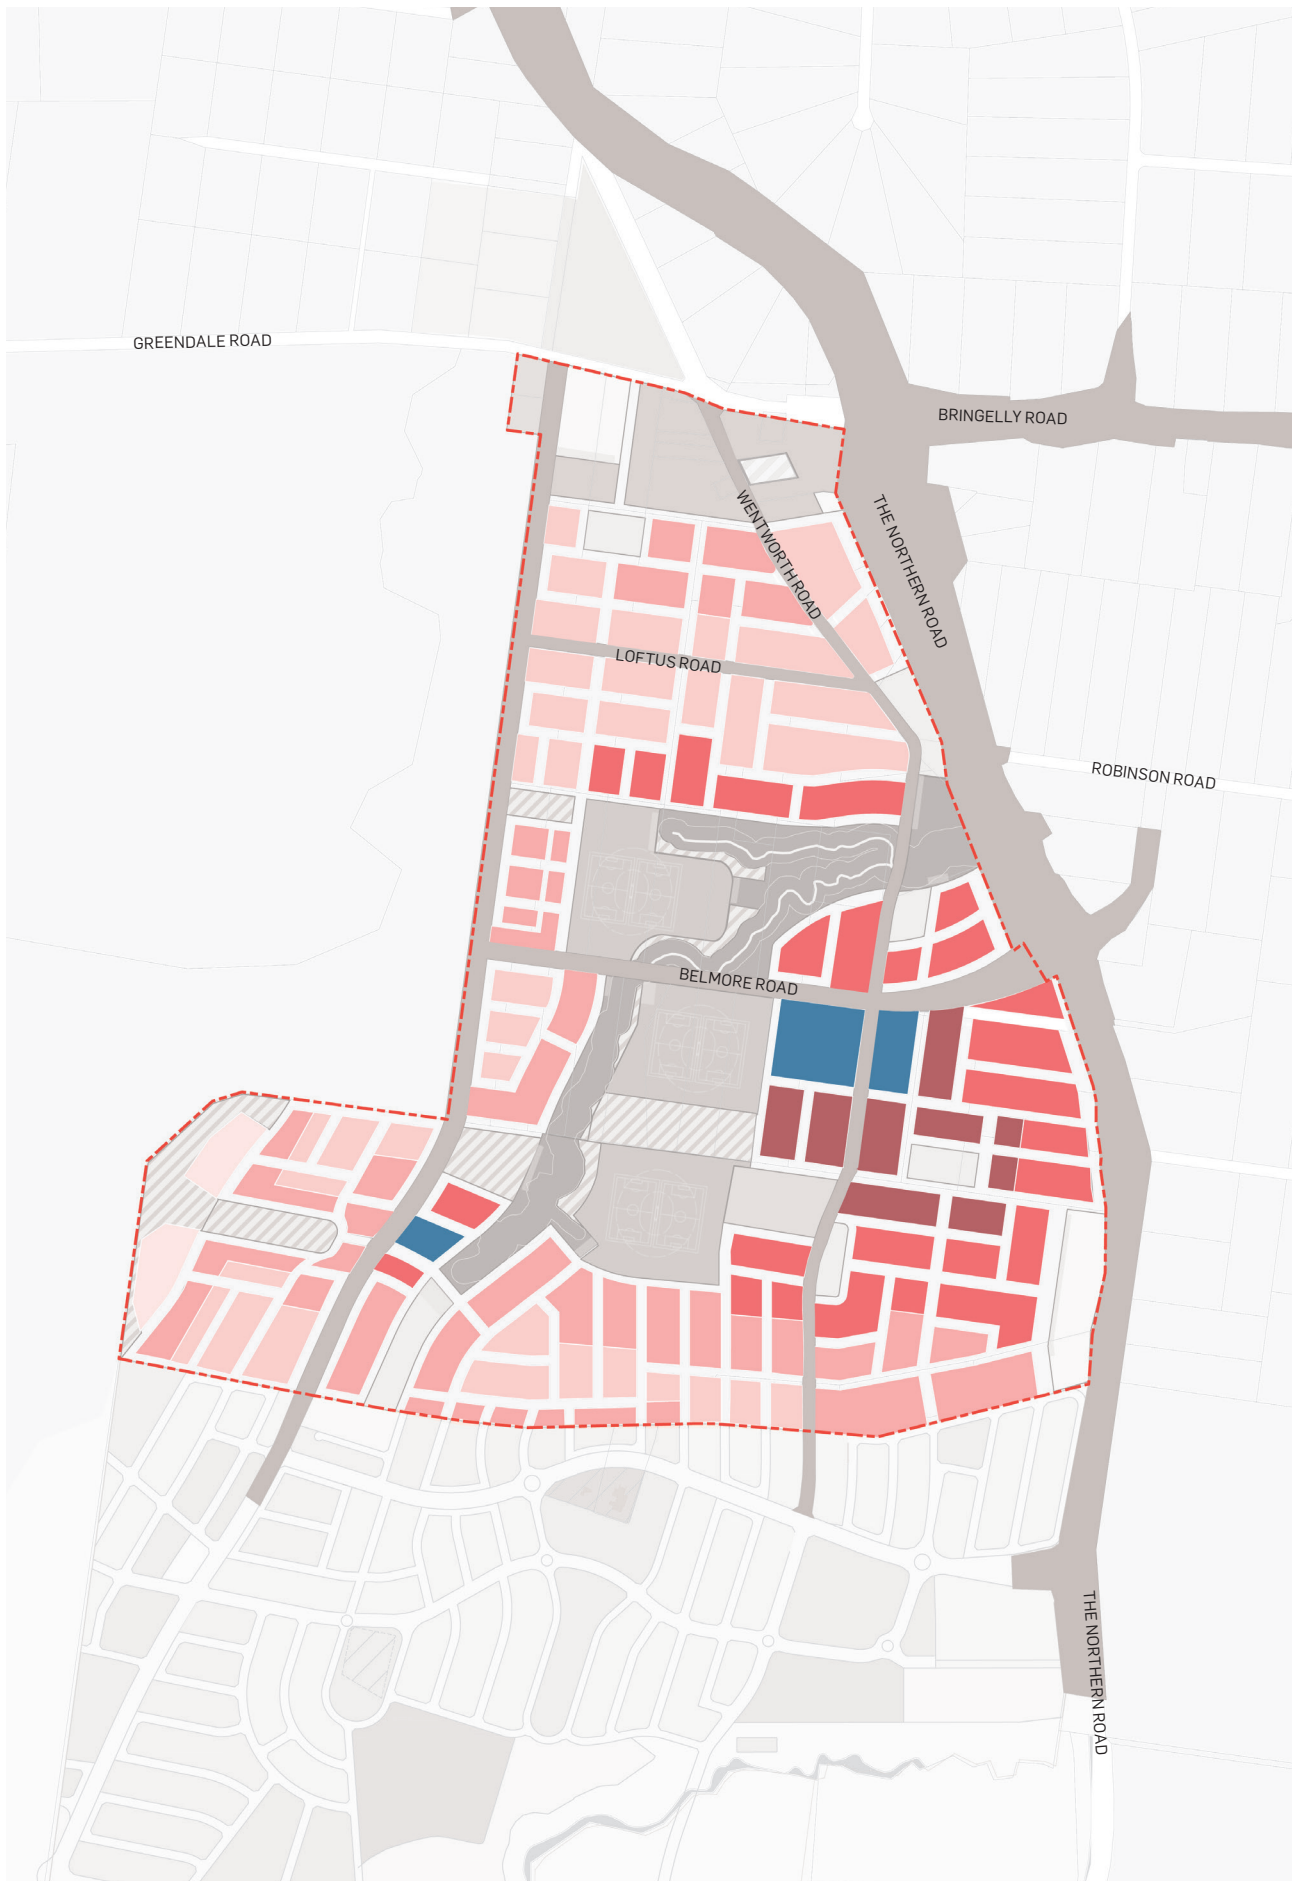 GREENDALE ROAD
BRINGELLY ROAD
WENTWORTH ROAD
THE NORTHERN ROAD
LOFTUS ROAD
ROBINSON ROAD
BELMORE ROAD
THE NORTHERN ROAD